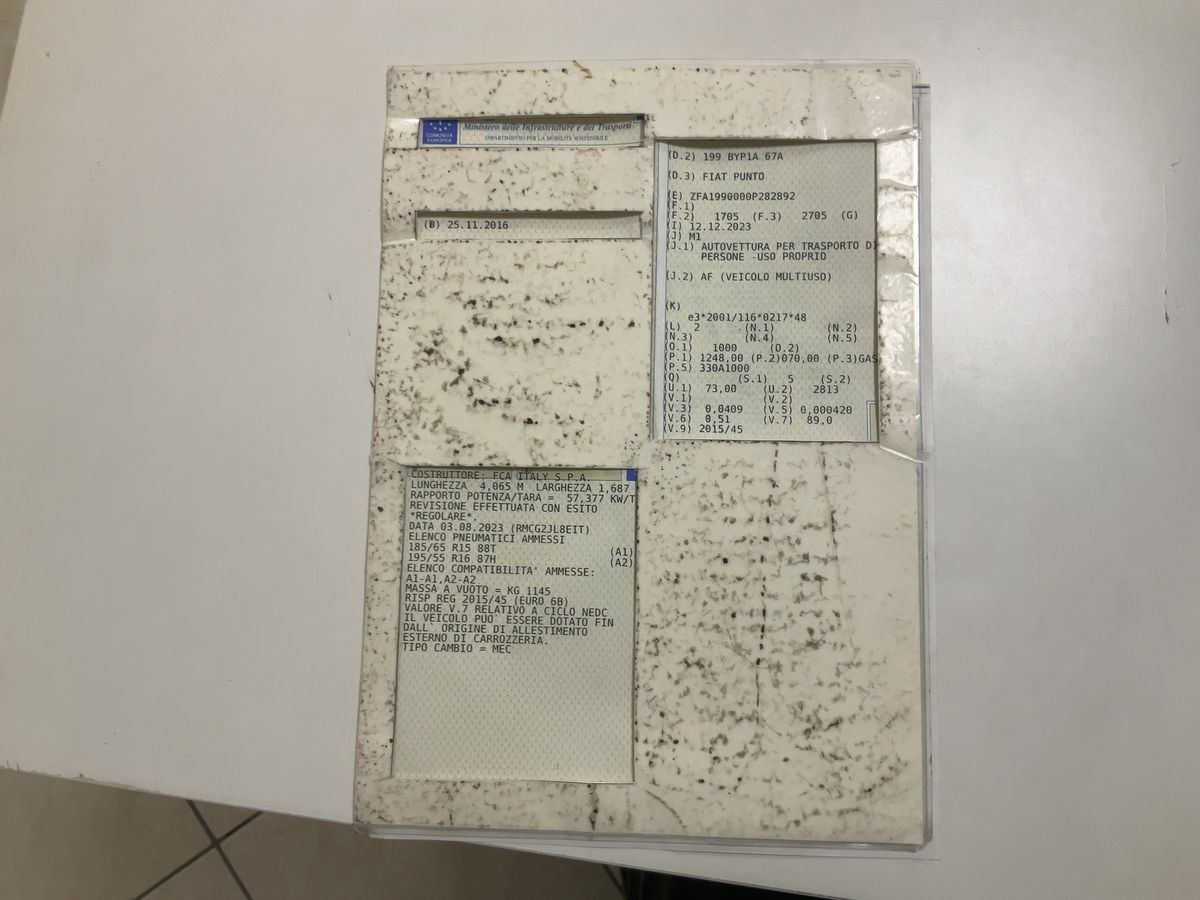 COMUNITÀ
EUROPEA
Ministero delle Infrastrutture e dei Trasporti
DIPARTIMENTO PER LA MOBILITÀ SOSTENIBILE
(B) 25.11.2016
(D.2) 199 BYP1A 67A
(D.3) FIAT PUNTO
(E) ZFA1990000P282892
(F.1)
(F.2) 1705 (F.3) 2705 (G)
(I) 12.12.2023
(J) M1
(J.1) AUTOVETTURA PER TRASPORTO DI
PERSONE -USO PROPRIO
(J.2) AF (VEICOLO MULTIUSO)
(K)
e3*2001/116*0217*48
(L) 2 (N.1) (N.2)
(N.3) (N.4) (N.5)
(O.1) 1000 (O.2)
(P.1) 1248,00 (P.2)070,00 (P.3)GAS
(P.5) 330A1000
(Q) (S.1) 5 (S.2)
(U.1) 73,00 (U.2) 2813
(V.1) (V.2)
(V.3) 0,0409 (V.5) 0,000420
(V.6) 0,51 (V.7) 89,0
(V.9) 2015/45
COSTRUTTORE: FCA ITALY S.P.A.
LUNGHEZZA 4,065 M LARGHEZZA 1,687
RAPPORTO POTENZA/TARA = 57,377 KW/T
REVISIONE EFFETTUATA CON ESITO
*REGOLARE*.
DATA 03.08.2023 (RMCG2JL8EIT)
ELENCO PNEUMATICI AMMESSI
185/65 R15 88T (A1)
195/55 R16 87H (A2)
ELENCO COMPATIBILITA' AMMESSE:
A1-A1,A2-A2
MASSA A VUOTO = KG 1145
RISP REG 2015/45 (EURO 6B)
VALORE V.7 RELATIVO A CICLO NEDC
IL VEICOLO PUO` ESSERE DOTATO FIN
DALL` ORIGINE DI ALLESTIMENTO
ESTERNO DI CARROZZERIA.
TIPO CAMBIO = MEC